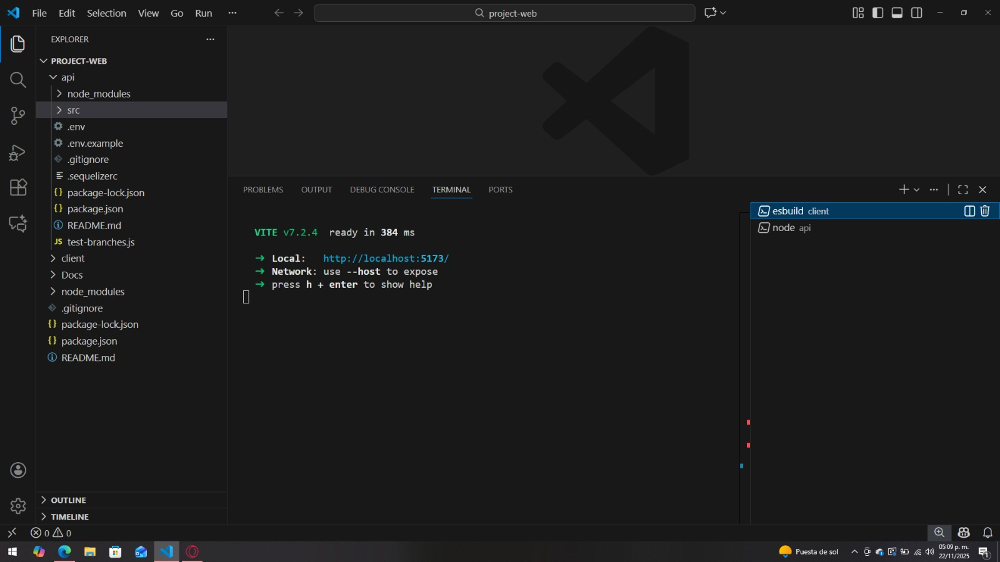 File Edit Selection View Go Run ···
project-web
EXPLORER
PROJECT-WEB
api
node_modules
src
.env
.env.example
.gitignore
.sequelizerc
package-lock.json
package.json
README.md
test-branches.js
client
Docs
node_modules
.gitignore
package-lock.json
package.json
README.md
OUTLINE
TIMELINE
PROBLEMS OUTPUT DEBUG CONSOLE TERMINAL PORTS
VITE v7.2.4 ready in 384 ms
➜ Local: http://localhost:5173/
➜ Network: use --host to expose
➜ press h + enter to show help
esbuild client
node api
0 0
Puesta de sol
05:09 p. m.
22/11/2025
1